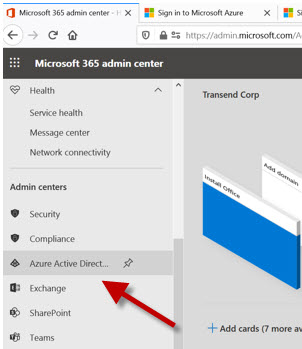 Microsoft 365 admin center - H
Sign in to Microsoft Azure
Si
https://admin.microsoft.com/A
Microsoft 365 admin center
Health
Service health
Message center
Network connectivity
Admin centers
Security
Compliance
Azure Active Direct...
Exchange
SharePoint
Teams
Transend Corp
Add domain
Install Office
Add cards (7 more av